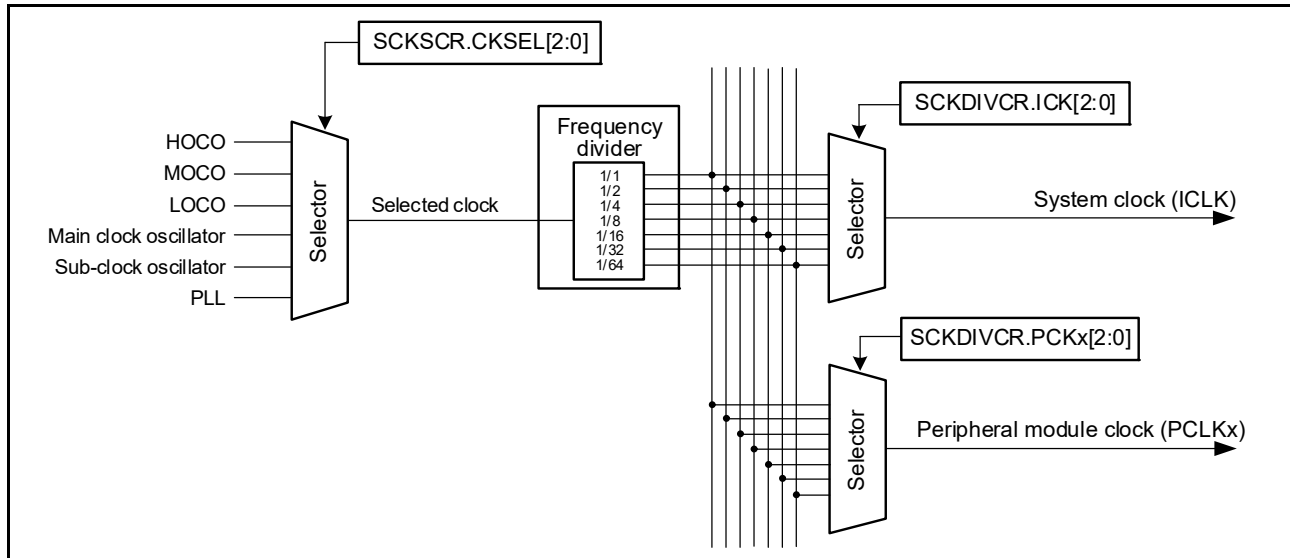 SCKSCR.CKSEL[2:0]
HOCO
MOCO
LOCO
Main clock oscillator
Sub-clock oscillator
PLL
Selector
Selected clock
Frequency
divider
1/1
1/2
1/4
1/8
1/16
1/32
1/64
SCKDIVCR.ICK[2:0]
Selector
System clock (ICLK)
SCKDIVCR.PCKx[2:0]
Selector
Peripheral module clock (PCLKx)